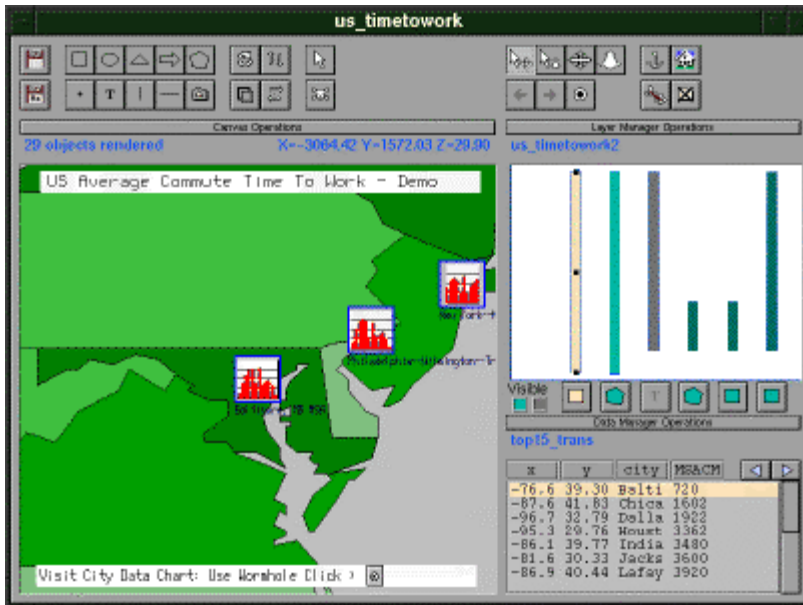 us_timetowork
T
Canvas Operations
Layer Manager Operations
29 objects rendered
X=-3064.42 Y=1572.03 Z=29.90
us_timetowork2
US Average Commute Time To Work - Demo
New York-
Visible
T
Data Manager Operations
top15_trans
x y city MSACM
-76.6 39.30 Balti 720
-87.6 41.83 Chica 1602
-96.7 32.79 Dalla 1922
-95.3 29.76 Houst 3362
-86.1 39.77 India 3480
-81.6 30.33 Jacks 3600
-86.9 40.44 Lafay 3920
Visit City Data Chart: Use Wormhole Click >